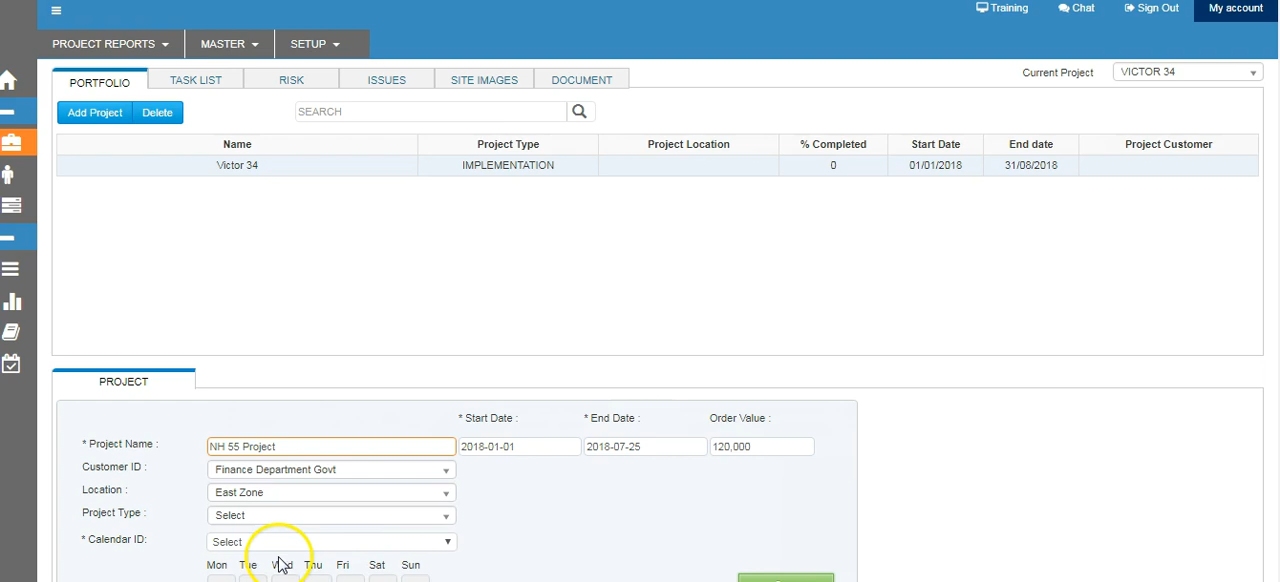 Training Chat Sign Out My account
PROJECT REPORTS MASTER SETUP
PORTFOLIO TASK LIST RISK ISSUES SITE IMAGES DOCUMENT Current Project VICTOR 34
Add Project Delete SEARCH
Name Project Type Project Location % Completed Start Date End date Project Customer
Victor 34 IMPLEMENTATION 0 01/01/2018 31/08/2018
PROJECT
* Start Date : * End Date : Order Value :
* Project Name : NH 55 Project 2018-01-01 2018-07-25 120,000
Customer ID : Finance Department Govt
Location : East Zone
Project Type : Select
* Calendar ID: Select
Mon Tue Wed Thu Fri Sat Sun